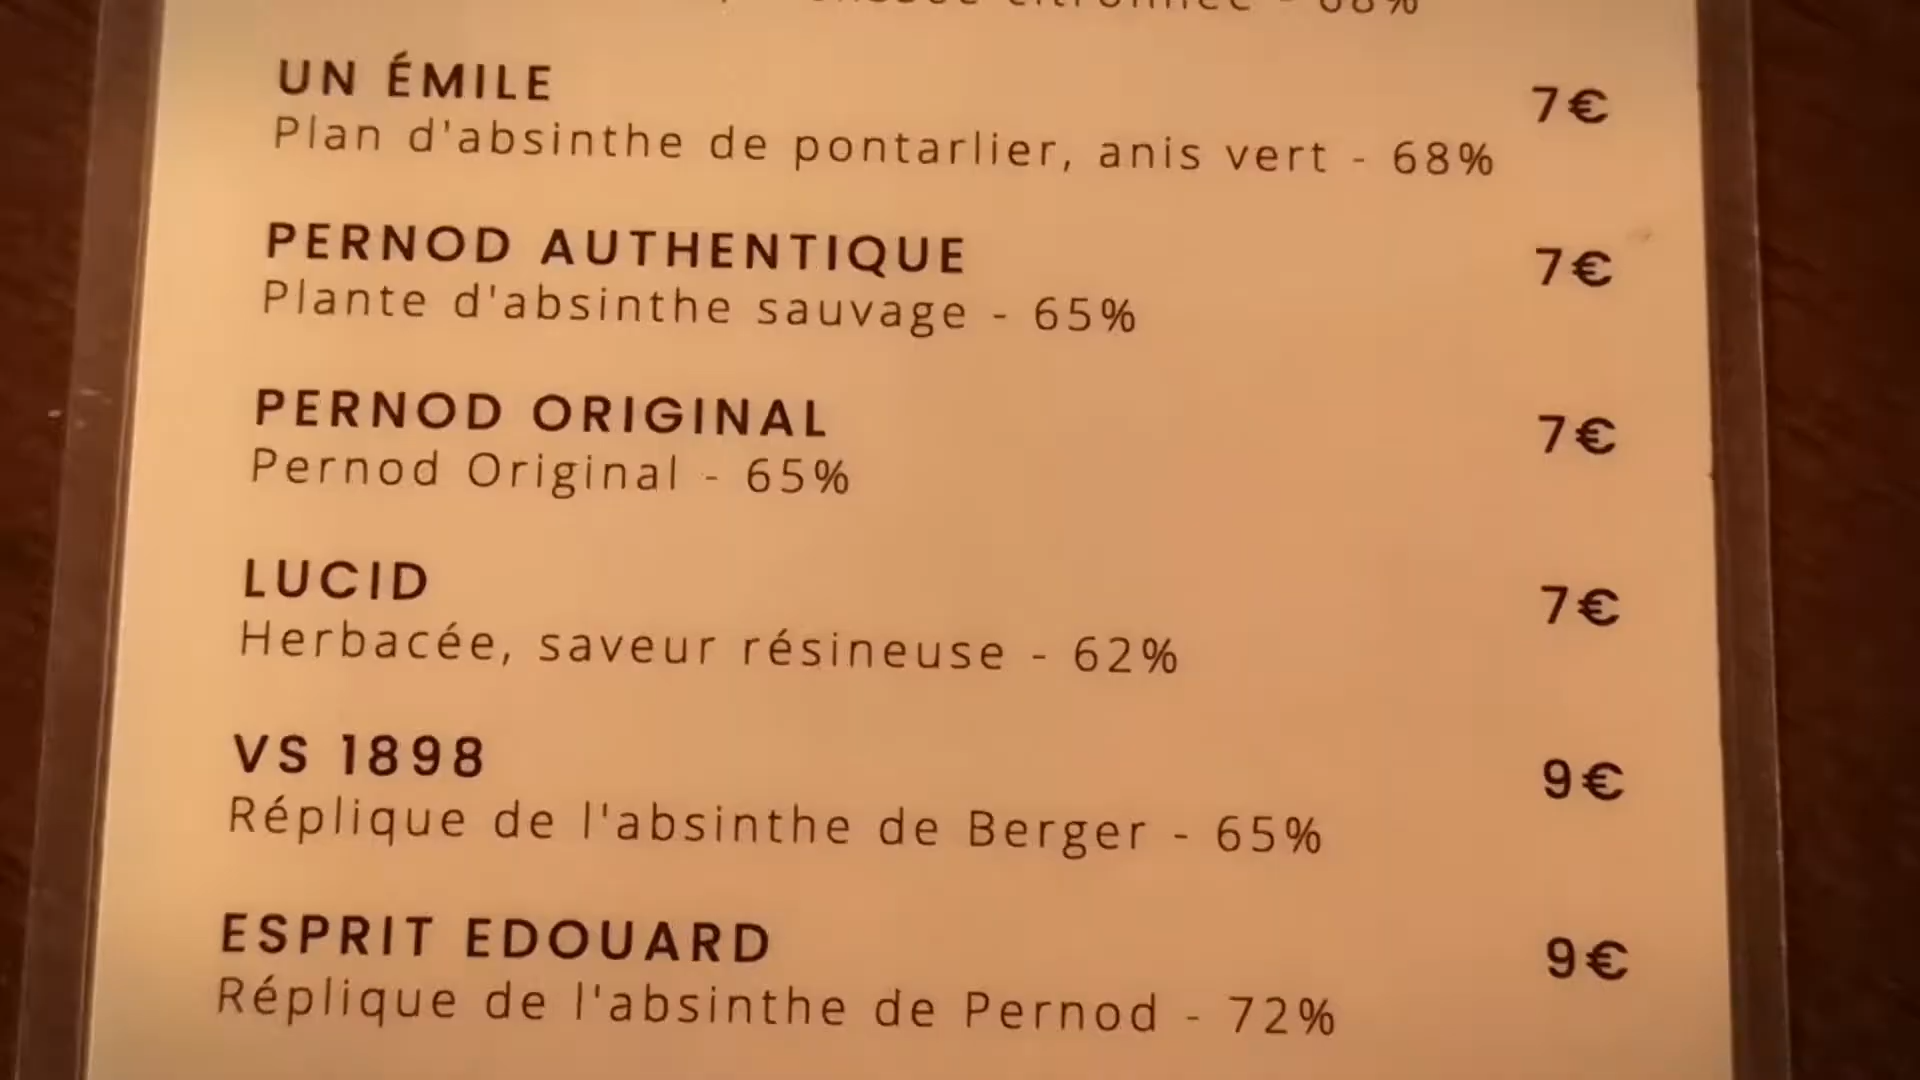 UN ÉMILE 7€
Plan d'absinthe de pontarlier, anis vert - 68%
PERNOD AUTHENTIQUE 7€
Plante d'absinthe sauvage - 65%
PERNOD ORIGINAL 7€
Pernod Original - 65%
LUCID 7€
Herbacée, saveur résineuse - 62%
VS 1898 9€
Réplique de l'absinthe de Berger - 65%
ESPRIT EDOUARD 9€
Réplique de l'absinthe de Pernod - 72%